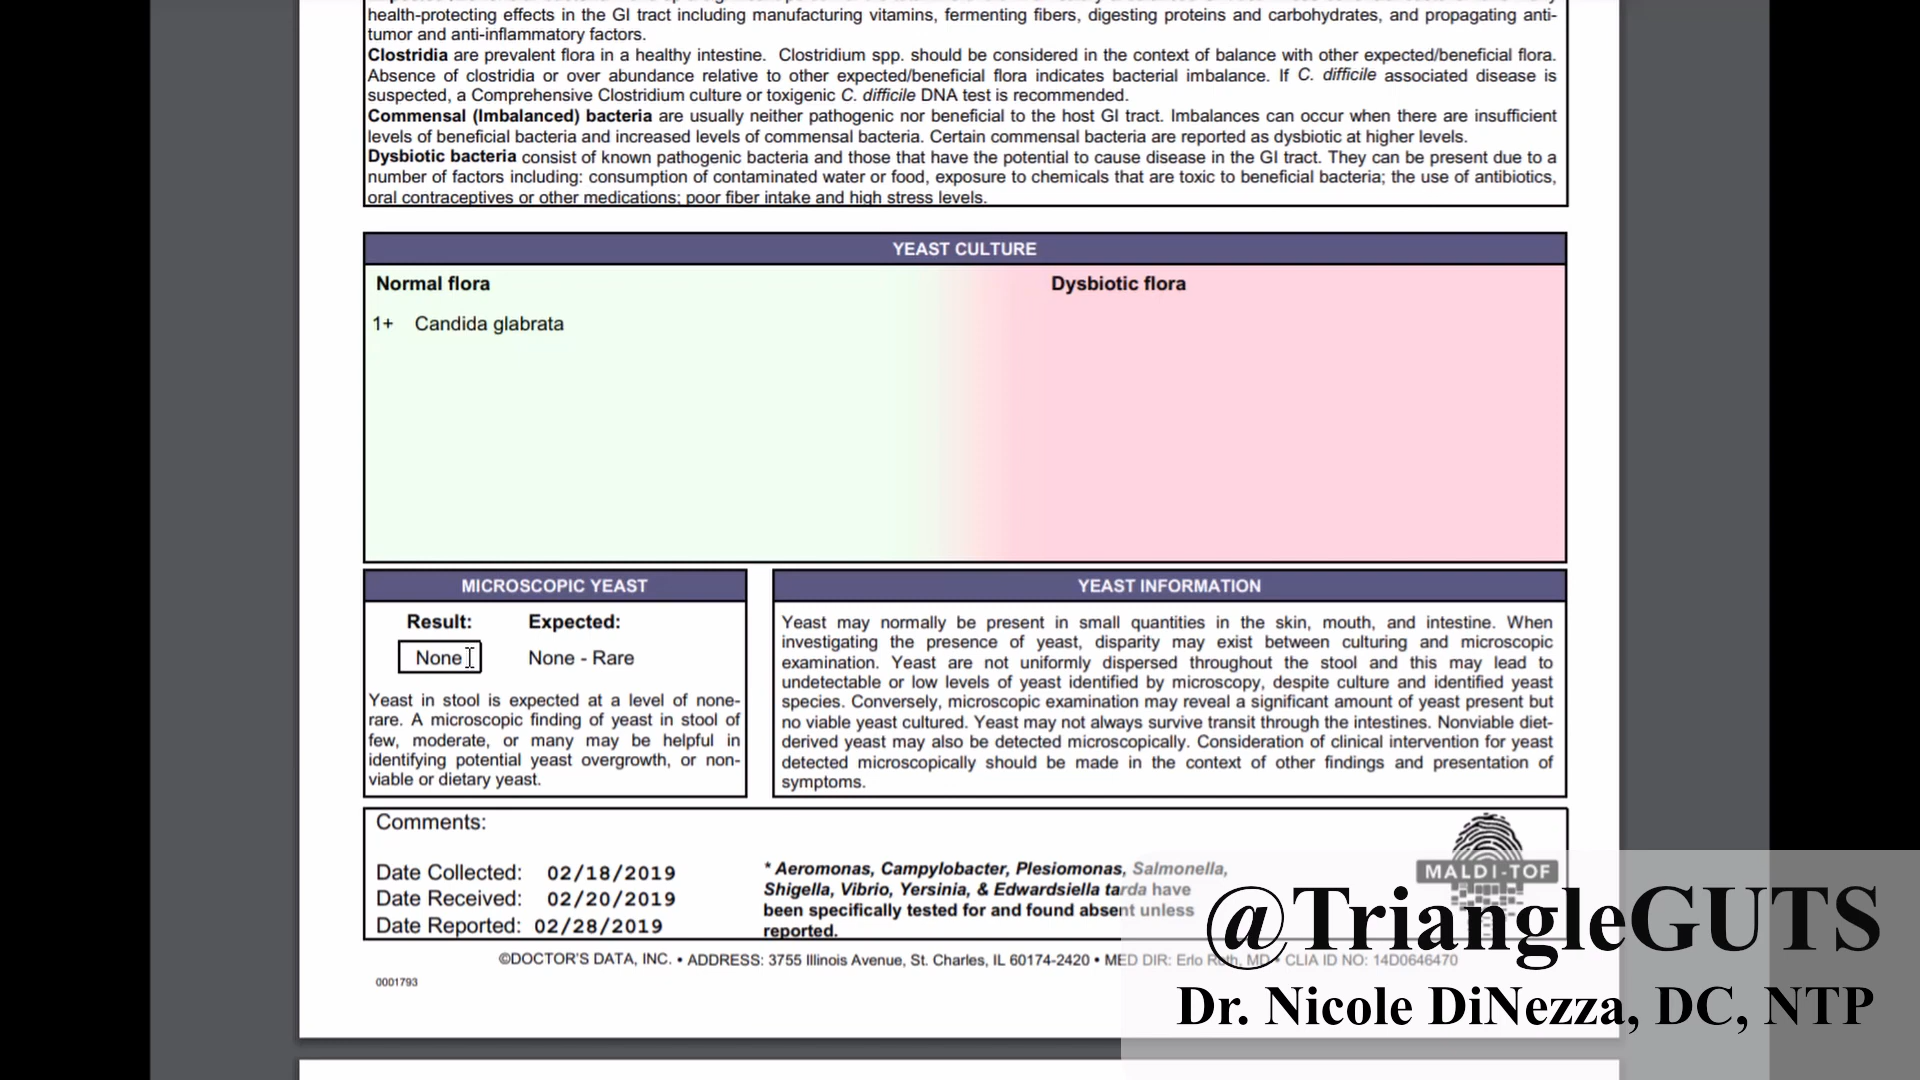 health-protecting effects in the GI tract including manufacturing vitamins, fermenting fibers, digesting proteins and carbohydrates, and propagating anti-
tumor and anti-inflammatory factors.
Clostridia are prevalent flora in a healthy intestine. Clostridium spp. should be considered in the context of balance with other expected/beneficial flora.
Absence of clostridia or over abundance relative to other expected/beneficial flora indicates bacterial imbalance. If C. difficile associated disease is
suspected, a Comprehensive Clostridium culture or toxigenic C. difficile DNA test is recommended.
Commensal (Imbalanced) bacteria are usually neither pathogenic nor beneficial to the host GI tract. Imbalances can occur when there are insufficient
levels of beneficial bacteria and increased levels of commensal bacteria. Certain commensal bacteria are reported as dysbiotic at higher levels.
Dysbiotic bacteria consist of known pathogenic bacteria and those that have the potential to cause disease in the GI tract. They can be present due to a
number of factors including: consumption of contaminated water or food, exposure to chemicals that are toxic to beneficial bacteria; the use of antibiotics,
oral contraceptives or other medications; poor fiber intake and high stress levels.
YEAST CULTURE
Normal flora
Dysbiotic flora
1+ Candida glabrata
MICROSCOPIC YEAST
Result: Expected:
None None - Rare
Yeast in stool is expected at a level of none-
rare. A microscopic finding of yeast in stool of
few, moderate, or many may be helpful in
identifying potential yeast overgrowth, or non-
viable or dietary yeast.
YEAST INFORMATION
Yeast may normally be present in small quantities in the skin, mouth, and intestine. When
investigating the presence of yeast, disparity may exist between culturing and microscopic
examination. Yeast are not uniformly dispersed throughout the stool and this may lead to
undetectable or low levels of yeast identified by microscopy, despite culture and identified yeast
species. Conversely, microscopic examination may reveal a significant amount of yeast present but
no viable yeast cultured. Yeast may not always survive transit through the intestines. Nonviable diet-
derived yeast may also be detected microscopically. Consideration of clinical intervention for yeast
detected microscopically should be made in the context of other findings and presentation of
symptoms.
Comments:
Date Collected: 02/18/2019
Date Received: 02/20/2019
Date Reported: 02/28/2019
* Aeromonas, Campylobacter, Plesiomonas, Salmonella,
Shigella, Vibrio, Yersinia, & Edwardsiella tarda have
been specifically tested for and found absent unless
reported.
MALDI-TOF
©DOCTOR'S DATA, INC. • ADDRESS: 3755 Illinois Avenue, St. Charles, IL 60174-2420 • MED DIR: Erlo Roth, MD • CLIA ID NO: 14D0646470
0001793
@TriangleGUTS
Dr. Nicole DiNezza, DC, NTP